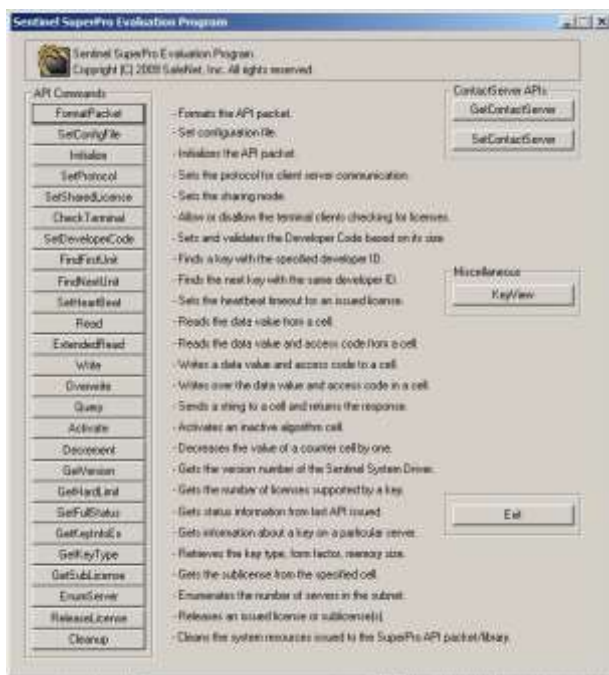 Sentinel SuperPro Evaluation Program
Sentinel SuperPro Evaluation Program
Copyright (C) 2009 SafeNet, Inc. All rights reserved.
API Commands
FormatPacket - Formats the API packet.
SetConfigFile - Set configuration file.
Initialize - Initializes the API packet.
SetProtocol - Sets the protocol for client server communication.
SetSharedLicense - Sets the sharing mode.
CheckTerminal - Allow or disallow the terminal clients checking for licenses.
SetDeveloperCode - Sets and validates the Developer Code based on its size
FindFirstUnit - Finds a key with the specified developer ID.
FindNextUnit - Finds the next key with the same developer ID.
SetHeartBeat - Sets the heartbeat timeout for an issued license.
Read - Reads the data value from a cell.
ExtendedRead - Reads the data value and access code from a cell.
Write - Writes a data value and access code to a cell.
Overwrite - Writes over the data value and access code in a cell.
Query - Sends a string to a cell and returns the response.
Activate - Activates an inactive algorithm cell.
Decrement - Decreases the value of a counter cell by one.
GetVersion - Gets the version number of the Sentinel System Driver.
GetHardLimit - Gets the number of licenses supported by a key.
GetFullStatus - Gets status information from last API issued.
GetKeyInfoEx - Gets information about a key on a particular server.
GetKeyType - Retrieves the key type, form factor, memory size.
GetSubLicense - Gets the sublicense from the specified cell.
EnumServer - Enumerates the number of servers in the subnet.
ReleaseLicense - Releases an issued license or sublicense(s).
Cleanup - Cleans the system resources issued to the SuperPro API packet/library.
ContactServer APIs
GetContactServer
SetContactServer
Miscellaneous
KeyView
Exit